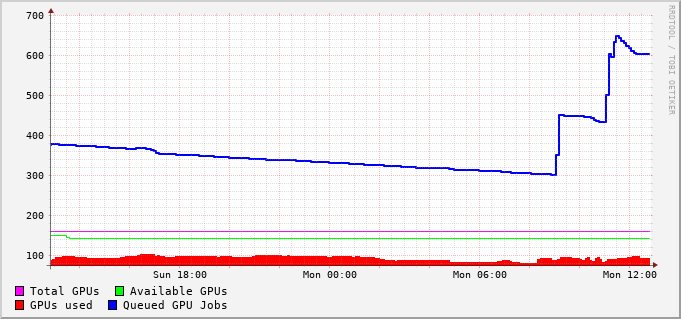 700
600
500
400
300
200
100
Sun 18:00 Mon 00:00 Mon 06:00 Mon 12:00
Total GPUs Available GPUs
GPUs used Queued GPU Jobs
RRDTOOL / TOBI OETIKER